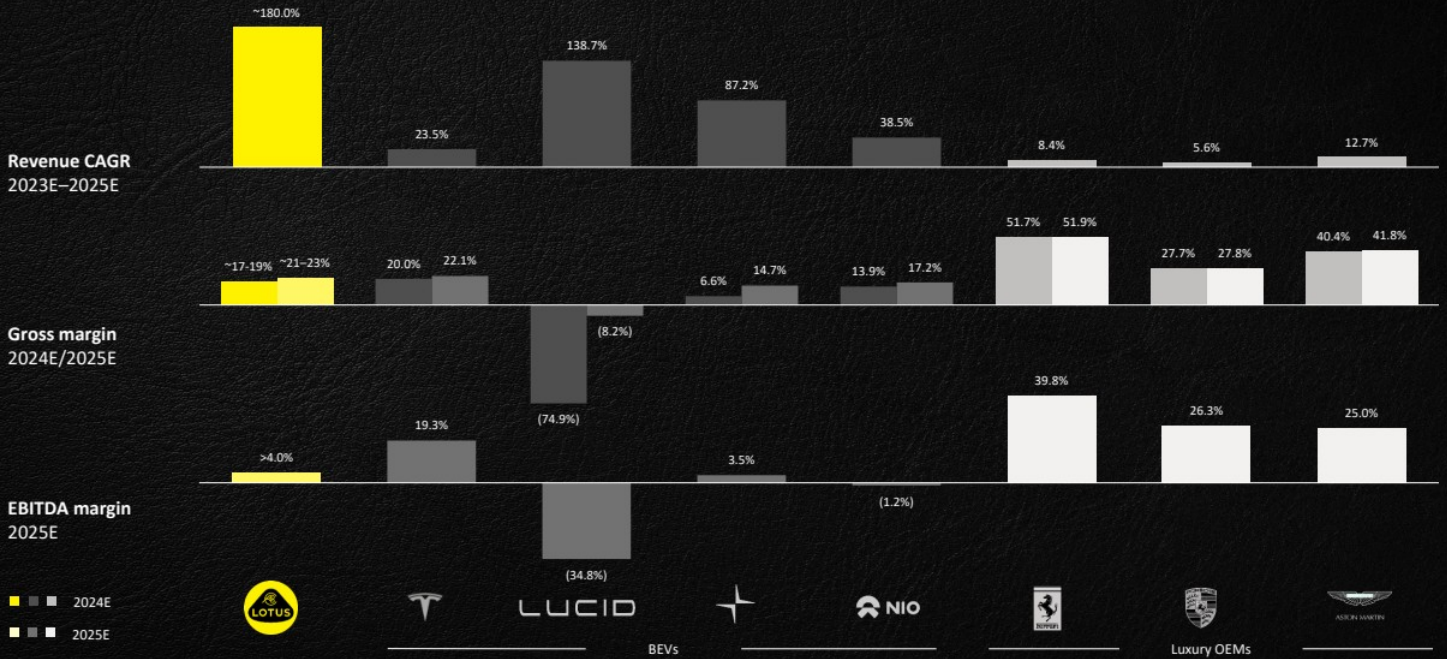 ~180.0%
23.5%
138.7%
87.2%
38.5%
8.4%
5.6%
12.7%
Revenue CAGR
2023E–2025E
~17-19%
~21–23%
20.0%
22.1%
(74.9%)
(8.2%)
6.6%
14.7%
13.9%
17.2%
51.7%
51.9%
27.7%
27.8%
40.4%
41.8%
Gross margin
2024E/2025E
>4.0%
19.3%
(34.8%)
3.5%
(1.2%)
39.8%
26.3%
25.0%
EBITDA margin
2025E
2024E
2025E
LOTUS
LUCID
NIO
Ferrari
ASTON MARTIN
BEVs
Luxury OEMs